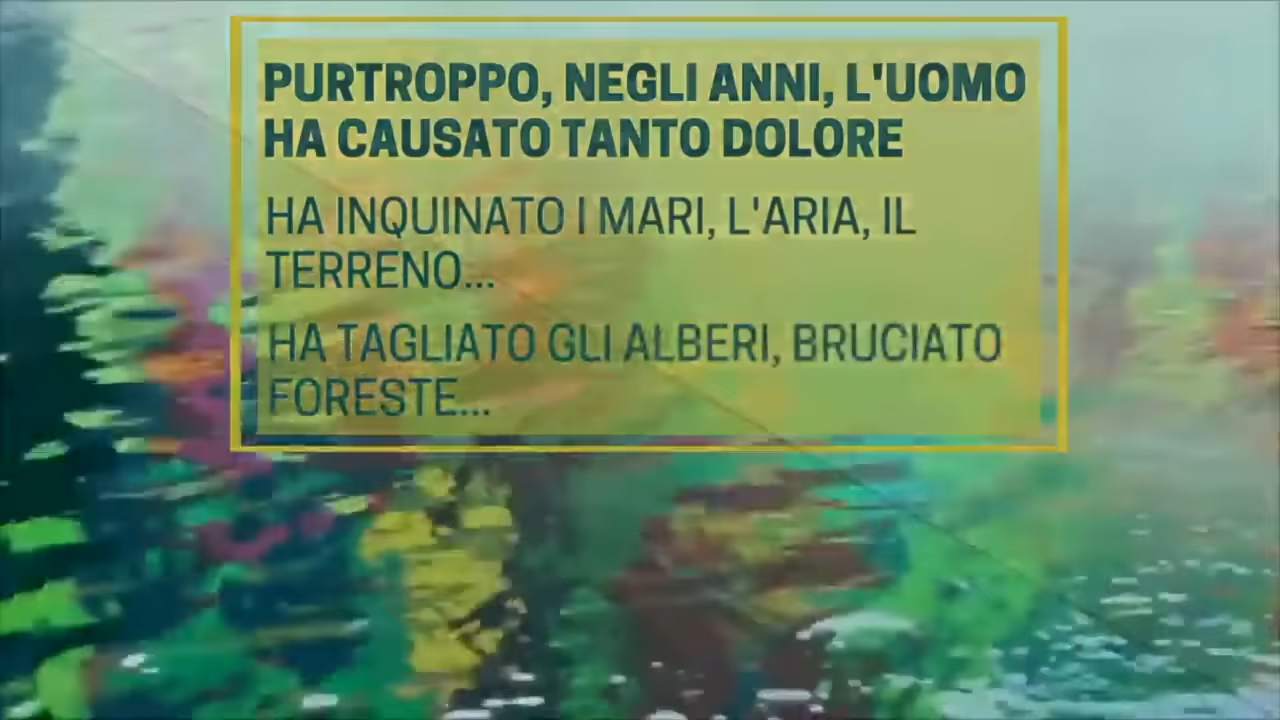 PURTROPPO, NEGLI ANNI, L'UOMO
HA CAUSATO TANTO DOLORE
HA INQUINATO I MARI, L'ARIA, IL
TERRENO...
HA TAGLIATO GLI ALBERI, BRUCIATO
FORESTE...